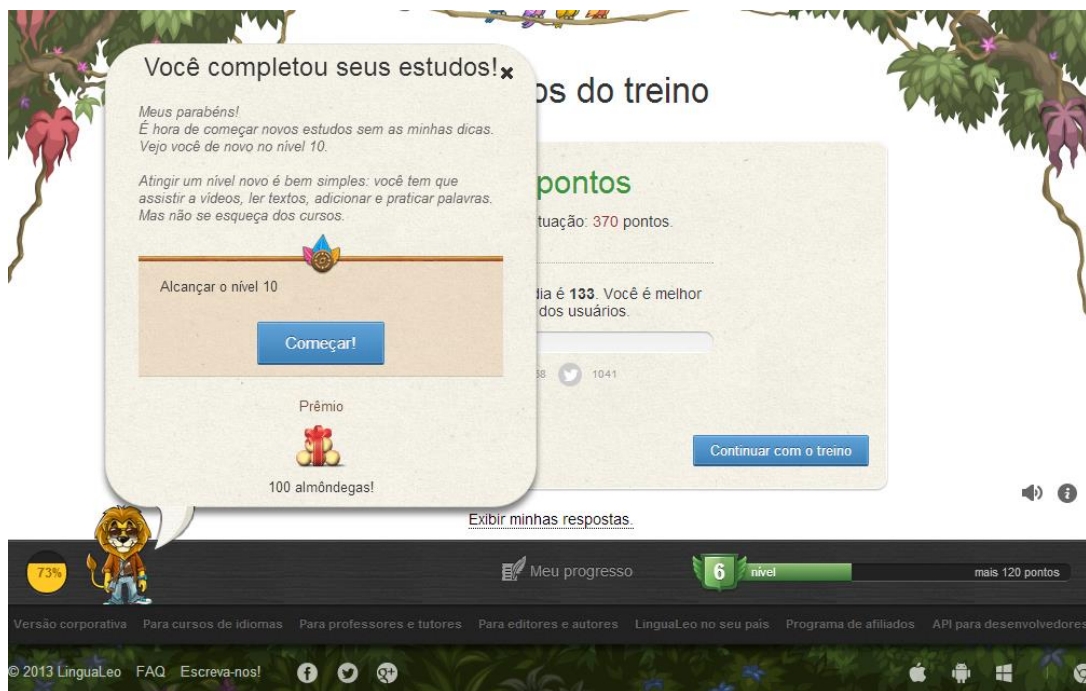 Você completou seus estudos!
Meus parabéns!
É hora de começar novos estudos sem as minhas dicas.
Vejo você de novo no nível 10.
Atingir um nível novo é bem simples: você tem que
assistir a videos, ler textos, adicionar e praticar palavras.
Mas não se esqueça dos cursos.
Alcançar o nível 10
Começar!
Prêmio
100 almôndegas!
os do treino
pontos
tuação: 370 pontos.
dia é 133. Você é melhor
dos usuários.
1041
Continuar com o treino
Exibir minhas respostas.
73%
Meu progresso
6 nível
mais 120 pontos
Versão corporativa Para cursos de idiomas Para professores e tutores Para editores e autores LinguaLeo no seu país Programa de afiliados API para desenvolvedores
© 2013 LinguaLeo FAQ Escreva-nos!